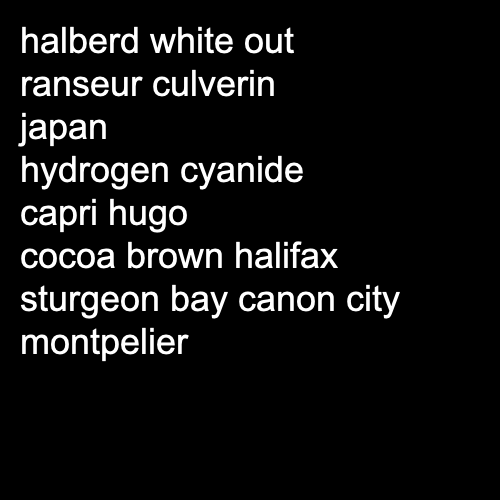 halberd white out
ranseur culverin
japan
hydrogen cyanide
capri hugo
cocoa brown halifax
sturgeon bay canon city
montpelier